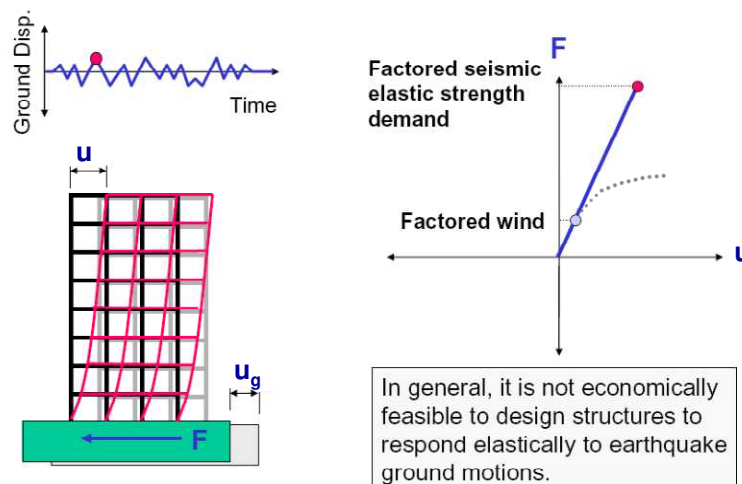 Ground Disp.
Time
u
u
g
F
F
Factored seismic
elastic strength
demand
Factored wind
u
In general, it is not economically
feasible to design structures to
respond elastically to earthquake
ground motions.